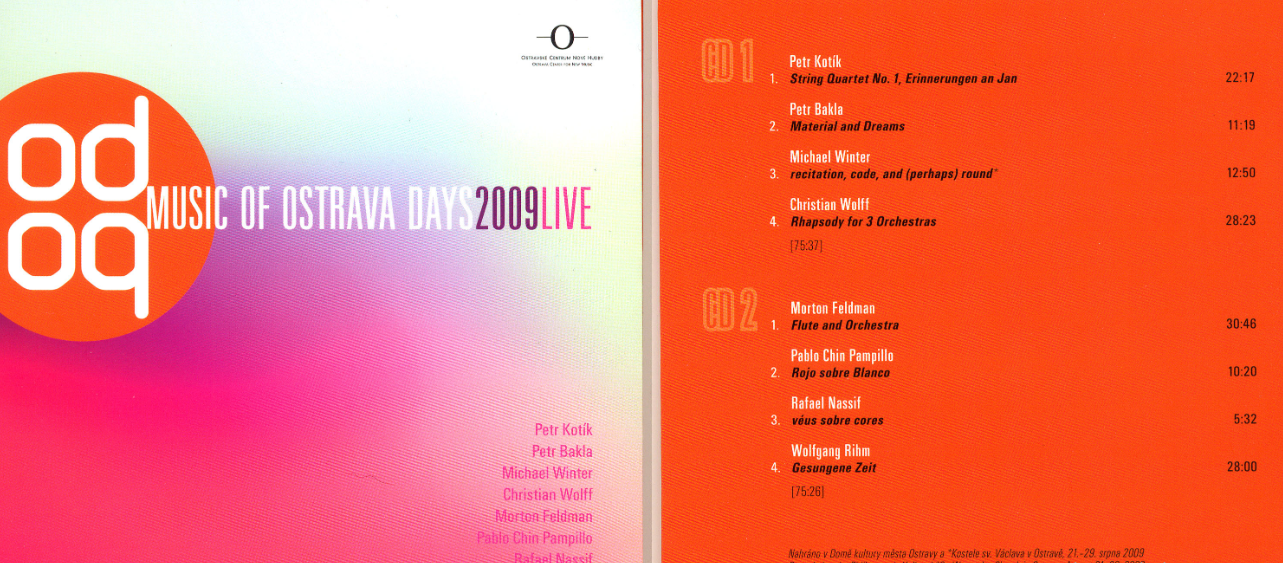 O
OSTRAVSKÉ CENTRUM NOVÉ HUDBY
OSTRAVA CENTER FOR NEW MUSIC
od
oq
MUSIC OF OSTRAVA DAYS2009LIVE
Petr Kotík
Petr Bakla
Michael Winter
Christian Wolff
Morton Feldman
Pablo Chin Pampillo
Rafael Nassif
CD 1
Petr Kotík
1. String Quartet No. 1, Erinnerungen an Jan 22:17
Petr Bakla
2. Material and Dreams 11:19
Michael Winter
3. recitation, code, and (perhaps) round* 12:50
Christian Wolff
4. Rhapsody for 3 Orchestras 28:23
[75:37]
CD 2
Morton Feldman
1. Flute and Orchestra 30:46
Pablo Chin Pampillo
2. Rojo sobre Blanco 10:20
Rafael Nassif
3. véus sobre coros 5:32
Wolfgang Rihm
4. Gesungene Zeit 28:00
[75:26]
Nahráno v Domě kultury města Ostravy a *Kostele sv. Václava v Ostravě, 21.-29. srpna 2009